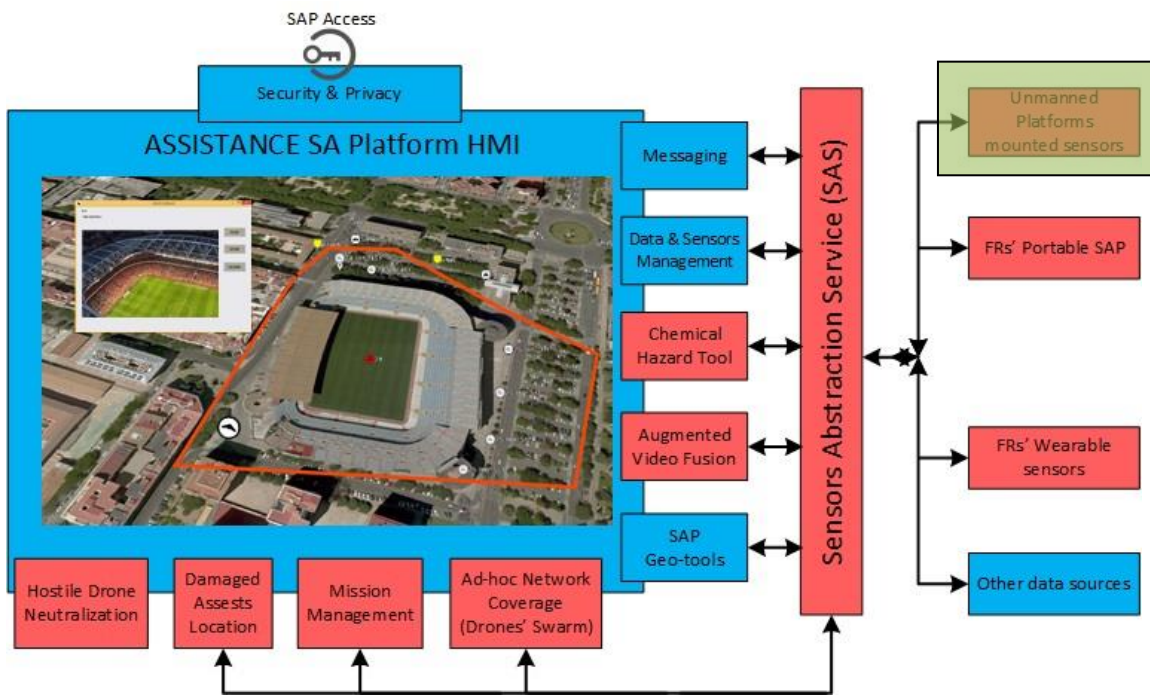 SAP Access
Security & Privacy
ASSISTANCE SA Platform HMI
Messaging
Data & Sensors
Management
Chemical
Hazard Tool
Augmented
Video Fusion
SAP
Geo-tools
Hostile Drone
Neutralization
Damaged
Assests
Location
Mission
Management
Ad-hoc Network
Coverage
(Drones' Swarm)
Sensors Abstraction Service (SAS)
Unmanned
Platforms
mounted sensors
FRs' Portable SAP
FRs' Wearable
sensors
Other data sources